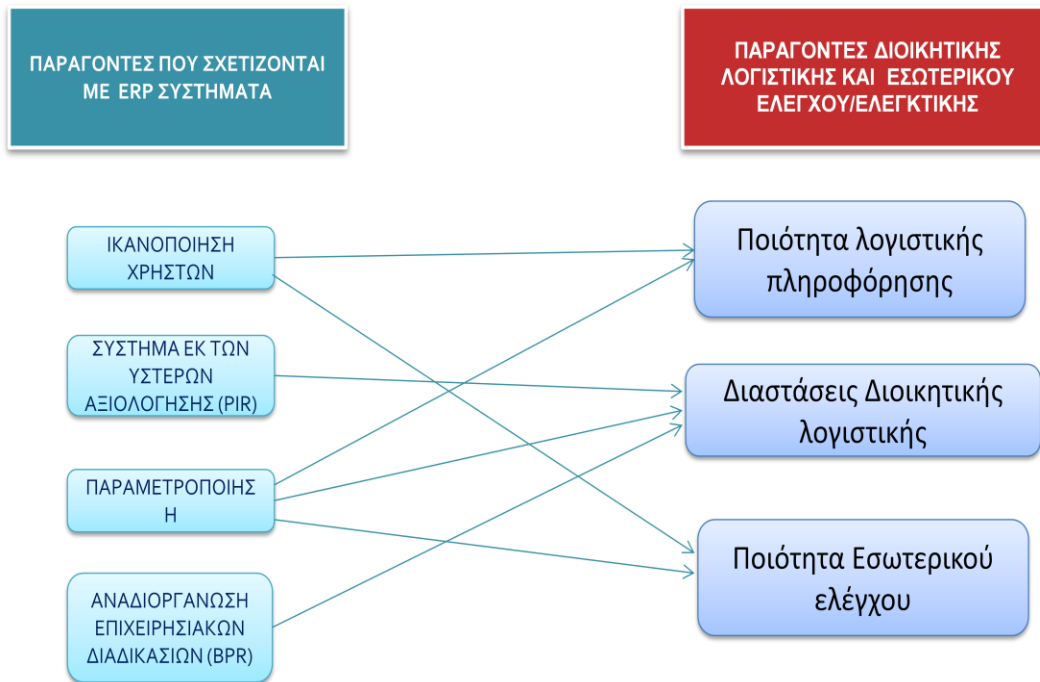 ΠΑΡΑΓΟΝΤΕΣ ΠΟΥ ΣΧΕΤΙΖΟΝΤΑΙ
ΜΕ ERP ΣΥΣΤΗΜΑΤΑ
ΠΑΡΑΓΟΝΤΕΣ ΔΙΟΙΚΗΤΙΚΗΣ
ΛΟΓΙΣΤΙΚΗΣ ΚΑΙ ΕΣΩΤΕΡΙΚΟΥ
ΕΛΕΓΧΟΥ/ΕΛΕΓΚΤΙΚΗΣ
ΙΚΑΝΟΠΟΙΗΣΗ
ΧΡΗΣΤΩΝ
ΣΥΣΤΗΜΑ ΕΚ ΤΩΝ
ΥΣΤΕΡΩΝ
ΑΞΙΟΛΟΓΗΣΗΣ (PIR)
ΠΑΡΑΜΕΤΡΟΠΟΙΗΣ
Η
ΑΝΑΔΙΟΡΓΑΝΩΣΗ
ΕΠΙΧΕΙΡΗΣΙΑΚΩΝ
ΔΙΑΔΙΚΑΣΙΩΝ (BPR)
Ποιότητα λογιστικής
πληροφόρησης
Διαστάσεις Διοικητικής
λογιστικής
Ποιότητα Εσωτερικού
ελέγχου